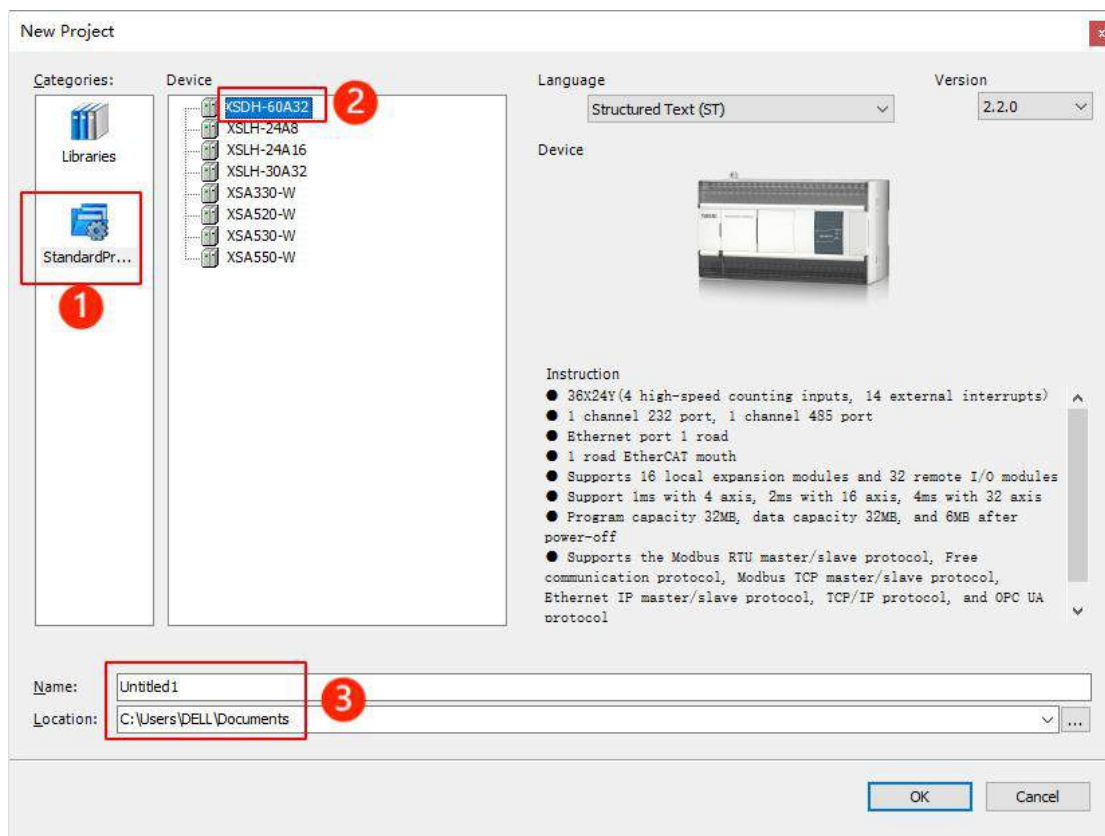 New Project
x
Categories:
Device
Language
Version
Libraries
StandardPr...
1
XSDH-60A32
2
XSLH-24A8
XSLH-24A16
XSLH-30A32
XSA330-W
XSA520-W
XSA530-W
XSA550-W
Structured Text (ST)
2.2.0
Device
Instruction
● 36X24Y(4 high-speed counting inputs, 14 external interrupts)
● 1 channel 232 port, 1 channel 485 port
● Ethernet port 1 road
● 1 road EtherCAT mouth
● Supports 16 local expansion modules and 32 remote I/O modules
● Support 1ms with 4 axis, 2ms with 16 axis, 4ms with 32 axis
● Program capacity 32MB, data capacity 32MB, and 6MB after
power-off
● Supports the Modbus RTU master/slave protocol, Free
communication protocol, Modbus TCP master/slave protocol,
Ethernet IP master/slave protocol, TCP/IP protocol, and OPC UA
protocol
Name: Untitled1
3
Location: C:\Users\DELL\Documents
...
OK
Cancel